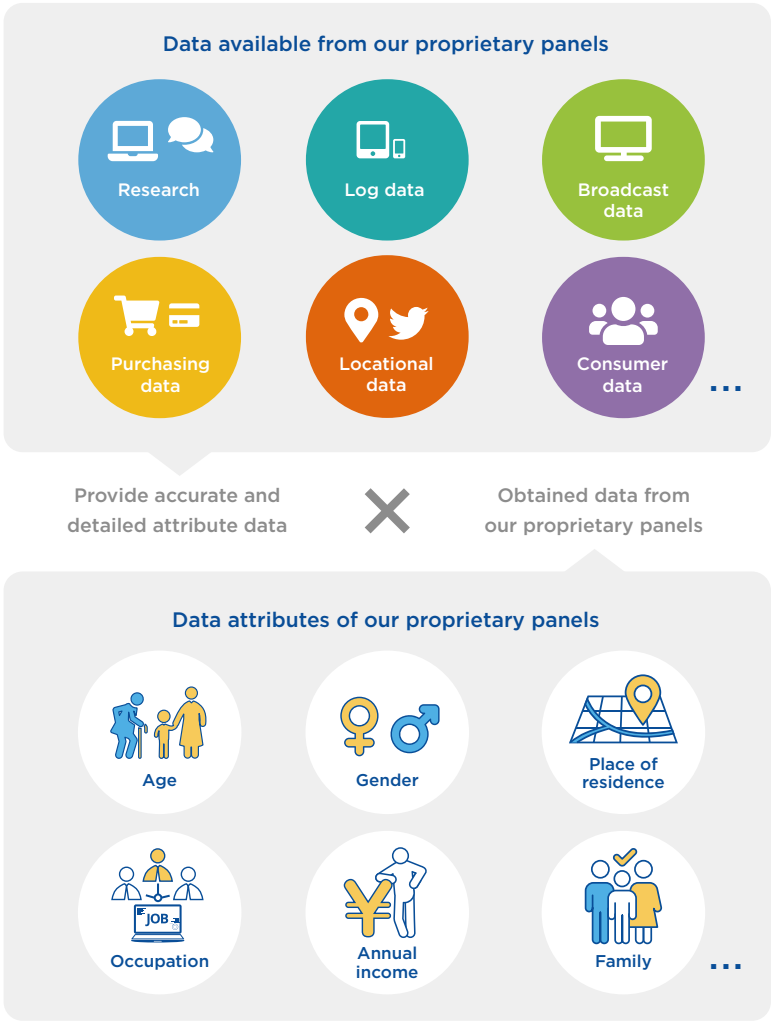 Data available from our proprietary panels
Research
Log data
Broadcast
data
Purchasing
data
Locational
data
Consumer
data
...
Provide accurate and
detailed attribute data
×
Obtained data from
our proprietary panels
Data attributes of our proprietary panels
Age
Gender
Place of
residence
JOB
Occupation
¥
Annual
income
Family
...